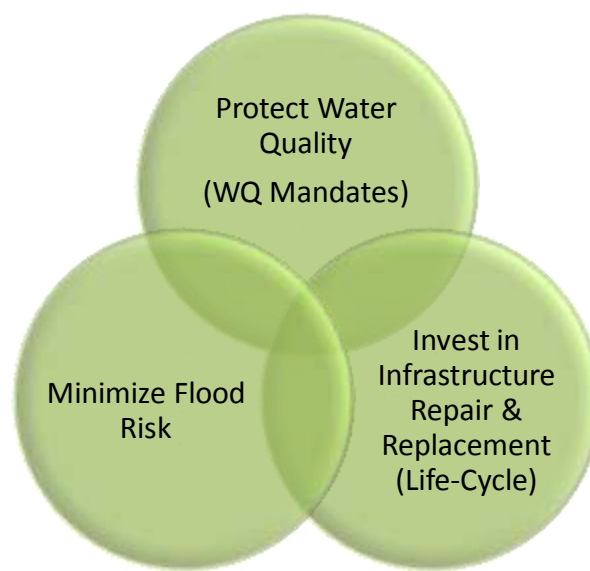 Protect Water
Quality
(WQ Mandates)
Minimize Flood
Risk
Invest in
Infrastructure
Repair &
Replacement
(Life-Cycle)